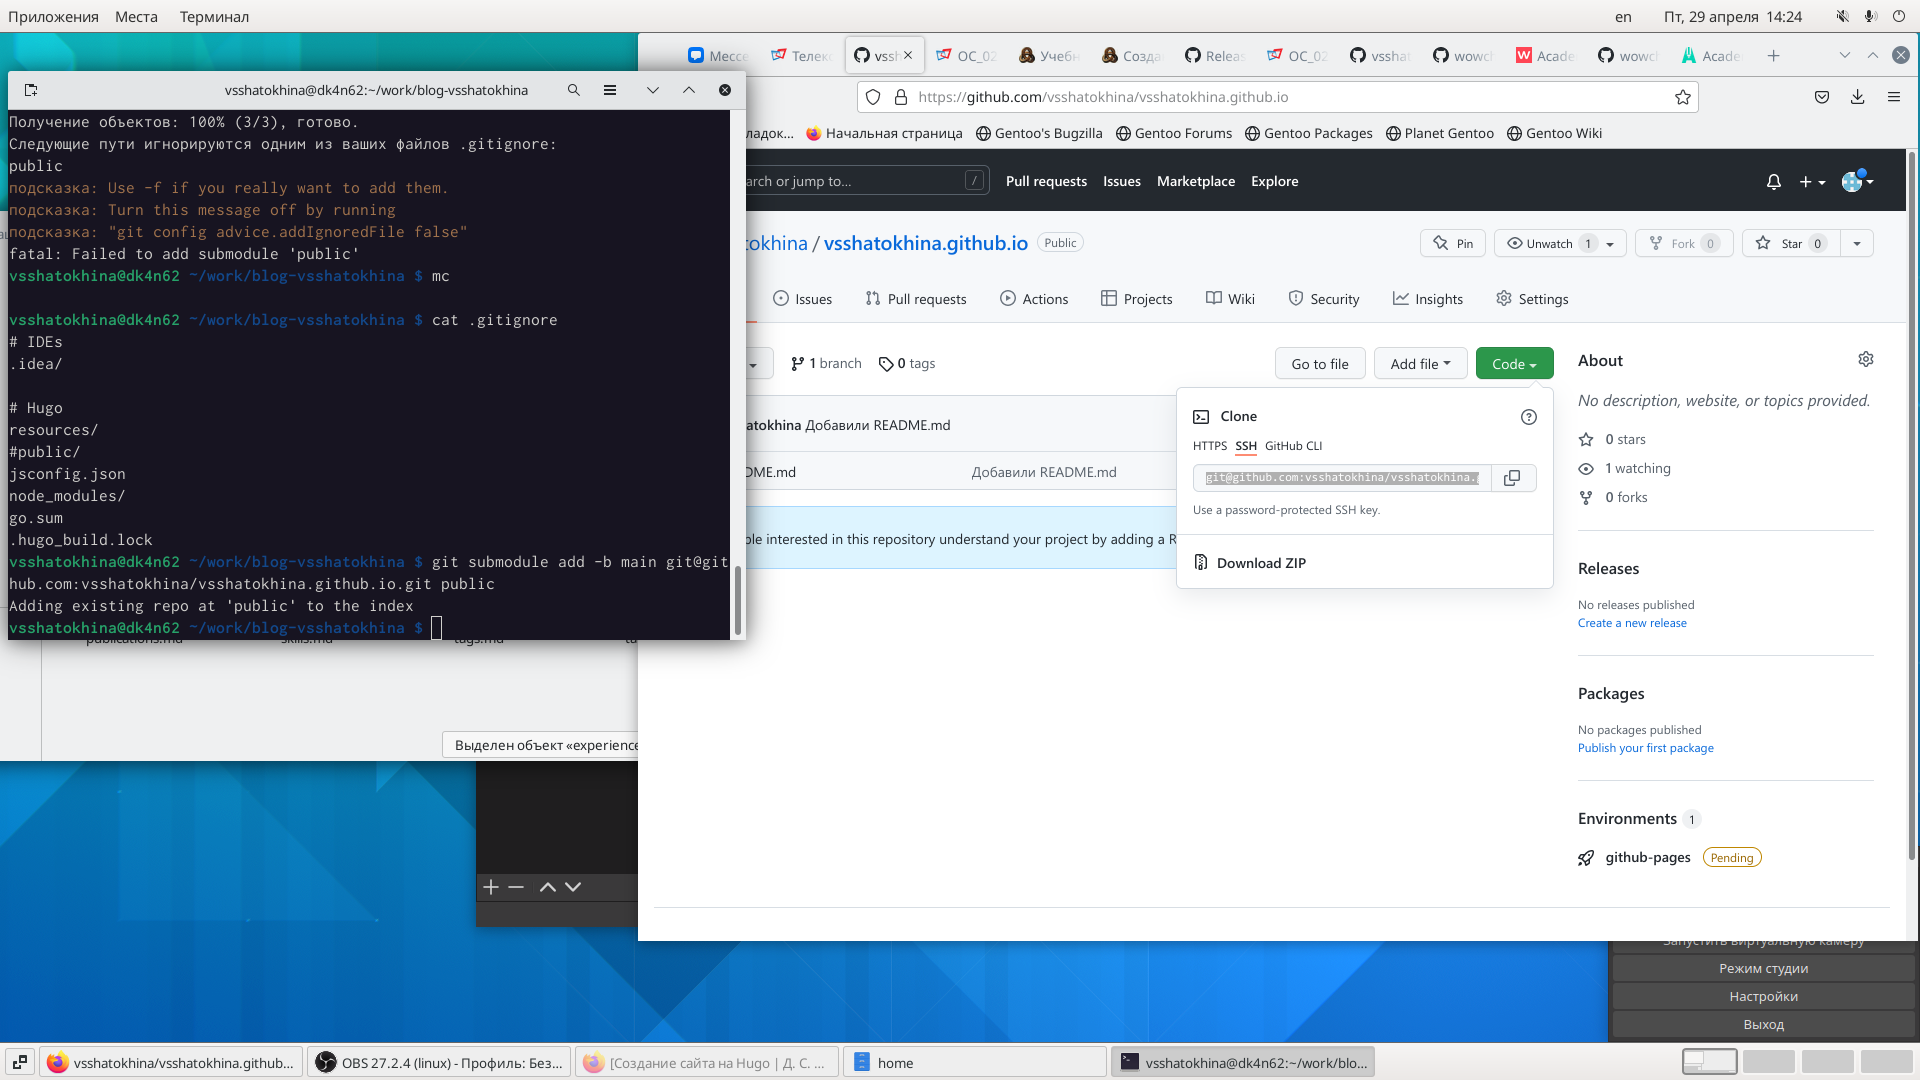 Приложения Места Терминал
en Пт, 29 апреля 14:24
vsshatokhina@dk4n62:~/work/blog-vsshatokhina
Получение объектов: 100% (3/3), готово.
Следующие пути игнорируются одним из ваших файлов .gitignore:
public
подсказка: Use -f if you really want to add them.
подсказка: Turn this message off by running
подсказка: "git config advice.addIgnoredFile false"
fatal: Failed to add submodule 'public'
vsshatokhina@dk4n62 ~/work/blog-vsshatokhina $ mc
vsshatokhina@dk4n62 ~/work/blog-vsshatokhina $ cat .gitignore
# IDEs
.idea/
# Hugo
resources/
#public/
jsconfig.json
node_modules/
go.sum
.hugo_build.lock
vsshatokhina@dk4n62 ~/work/blog-vsshatokhina $ git submodule add -b main git@git
hub.com:vsshatokhina/vsshatokhina.github.io.git public
Adding existing repo at 'public' to the index
vsshatokhina@dk4n62 ~/work/blog-vsshatokhina $
publications.md skills.md tags.md
Выделен объект «experience
Мессе Телек vssh ОС_02 Учебн Созда Releas ОС_02 vsshat wowch Acade wowch Acade
https://github.com/vsshatokhina/vsshatokhina.github.io
ладок... Начальная страница Gentoo's Bugzilla Gentoo Forums Gentoo Packages Planet Gentoo Gentoo Wiki
arch or jump to... / Pull requests Issues Marketplace Explore
tokhina / vsshatokhina.github.io Public
Pin Unwatch 1 Fork 0 Star 0
Issues Pull requests Actions Projects Wiki Security Insights Settings
1 branch 0 tags Go to file Add file Code
atokhina Добавили README.md
DME.md Добавили README.md
ple interested in this repository understand your project by adding a R
Clone
HTTPS SSH GitHub CLI
git@github.com:vsshatokhina/vsshatokhina.g
Use a password-protected SSH key.
Download ZIP
About
No description, website, or topics provided.
0 stars
1 watching
0 forks
Releases
No releases published
Create a new release
Packages
No packages published
Publish your first package
Environments 1
github-pages Pending
Запустить виртуальную камеру
Режим студии
Настройки
Выход
vsshatokhina/vsshatokhina.github... OBS 27.2.4 (linux) - Профиль: Без... [Создание сайта на Hugo | Д. С. ... home vsshatokhina@dk4n62:~/work/blo...